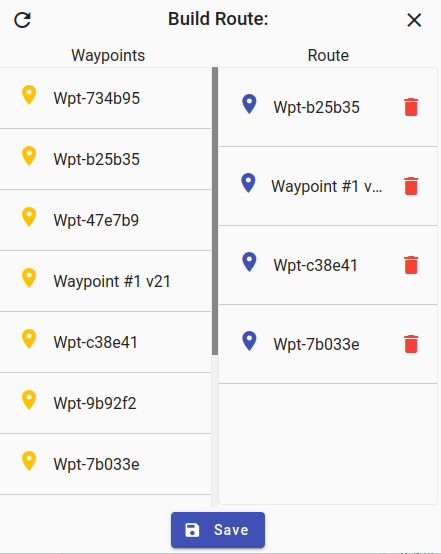 Build Route:
Waypoints
Route
Wpt-734b95
Wpt-b25b35
Wpt-47e7b9
Waypoint #1 v21
Wpt-c38e41
Wpt-9b92f2
Wpt-7b033e
Wpt-b25b35
Waypoint #1 v...
Wpt-c38e41
Wpt-7b033e
Save